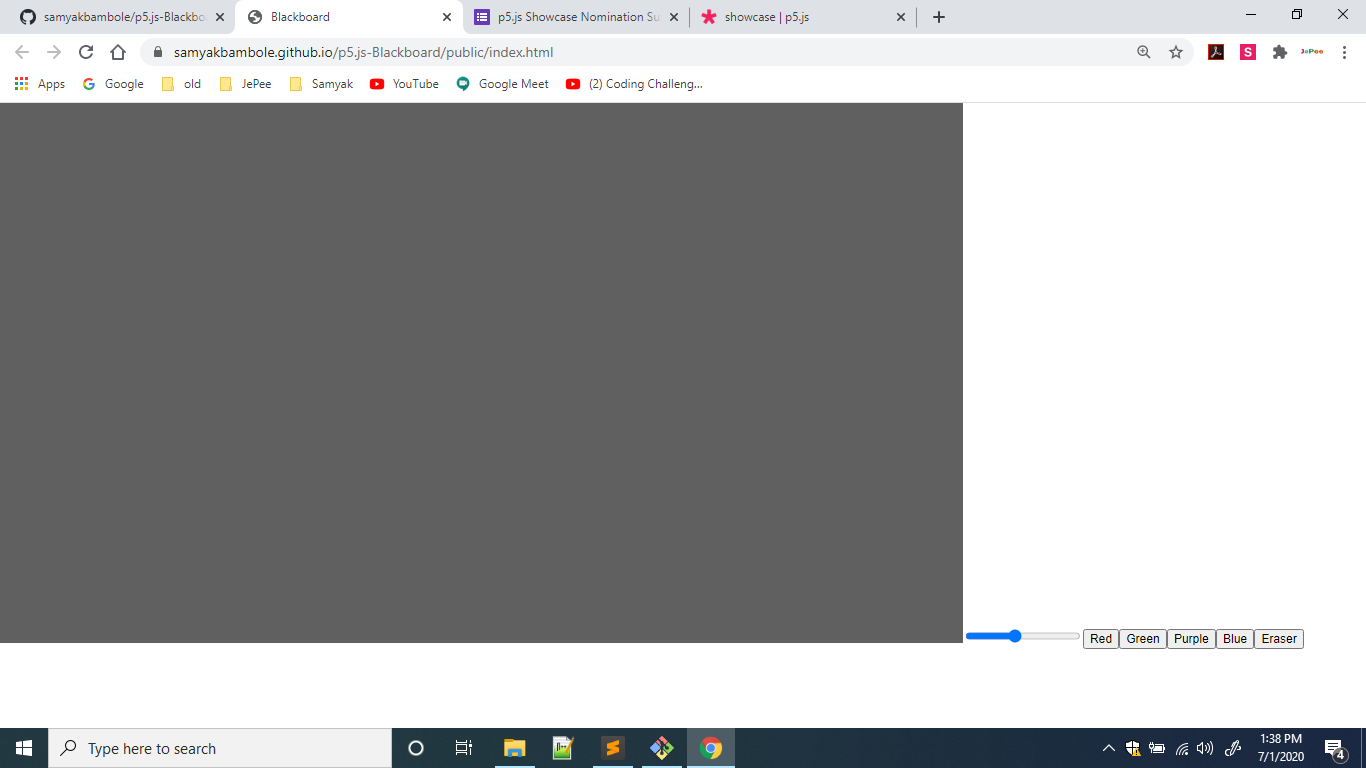 samyakbambole/p5.js-Blackbo
Blackboard
p5.js Showcase Nomination Su
showcase | p5.js
samyakbambole.github.io/p5.js-Blackboard/public/index.html
S
JePee
Apps
Google
old
JePee
Samyak
YouTube
Google Meet
(2) Coding Challeng...
Red
Green
Purple
Blue
Eraser
Type here to search
1:38 PM
7/1/2020
4